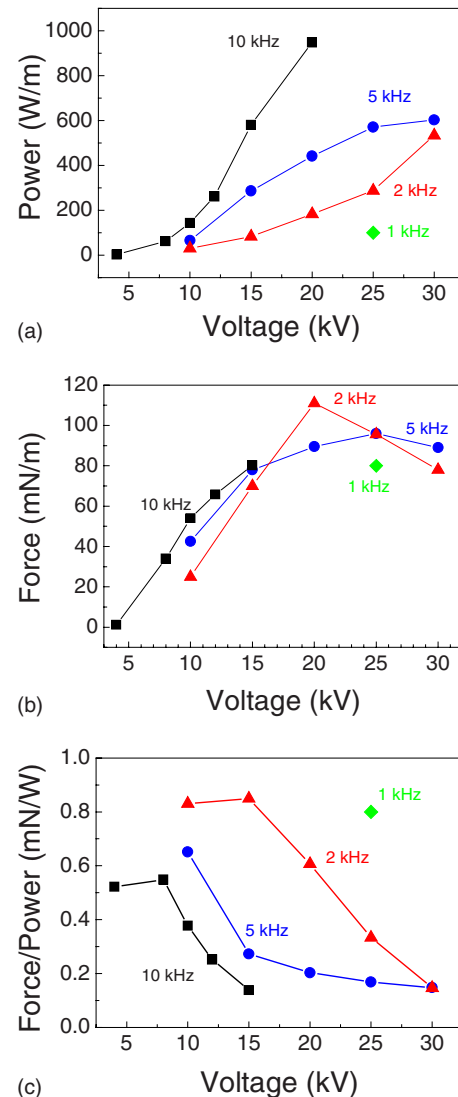 1000
800
600
400
200
0
Power (W/m)
10 kHz
5 kHz
2 kHz
1 kHz
5 10 15 20 25 30
(a)
Voltage (kV)
120
100
80
60
40
20
0
Force (mN/m)
2 kHz
5 kHz
10 kHz
1 kHz
5 10 15 20 25 30
(b)
Voltage (kV)
1.0
0.8
0.6
0.4
0.2
0.0
Force/Power (mN/W)
1 kHz
2 kHz
5 kHz
10 kHz
5 10 15 20 25 30
(c)
Voltage (kV)